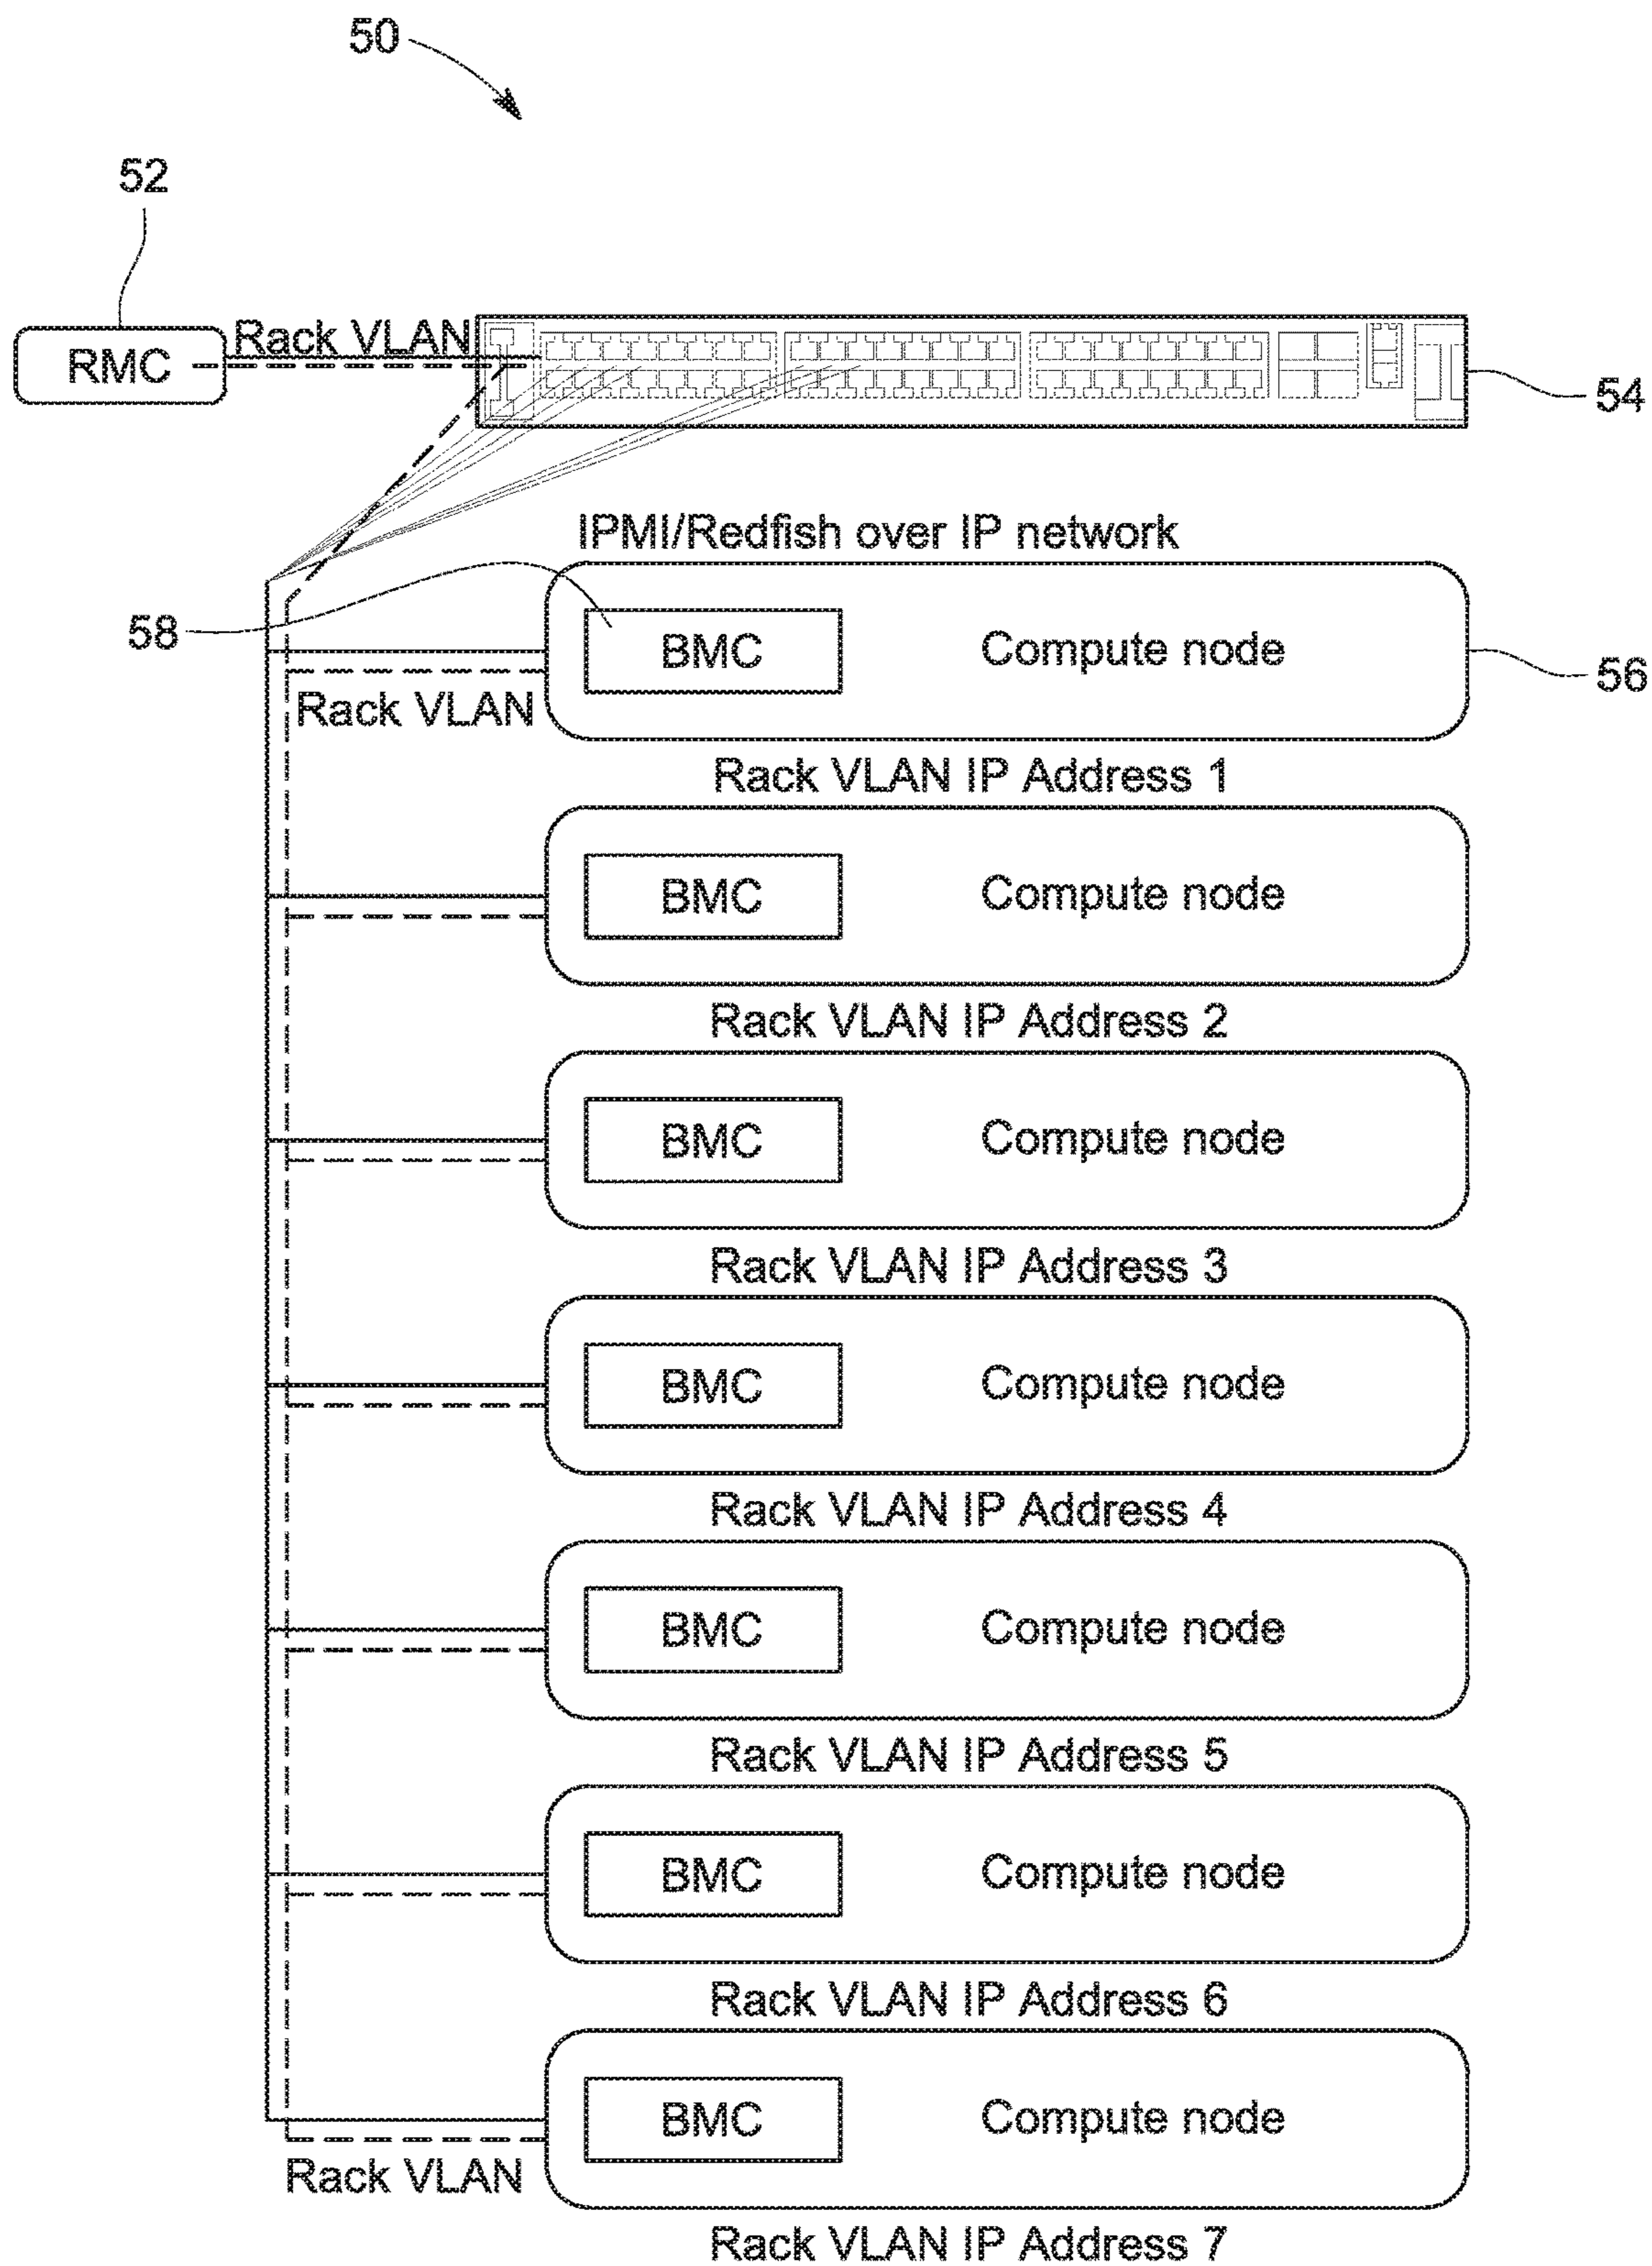 50
52
RMC
Rack VLAN
54
IPMI/Redfish over IP network
58
BMC
Compute node
56
Rack VLAN
Rack VLAN IP Address 1
BMC
Compute node
Rack VLAN IP Address 2
BMC
Compute node
Rack VLAN IP Address 3
BMC
Compute node
Rack VLAN IP Address 4
BMC
Compute node
Rack VLAN IP Address 5
BMC
Compute node
Rack VLAN IP Address 6
BMC
Compute node
Rack VLAN
Rack VLAN IP Address 7